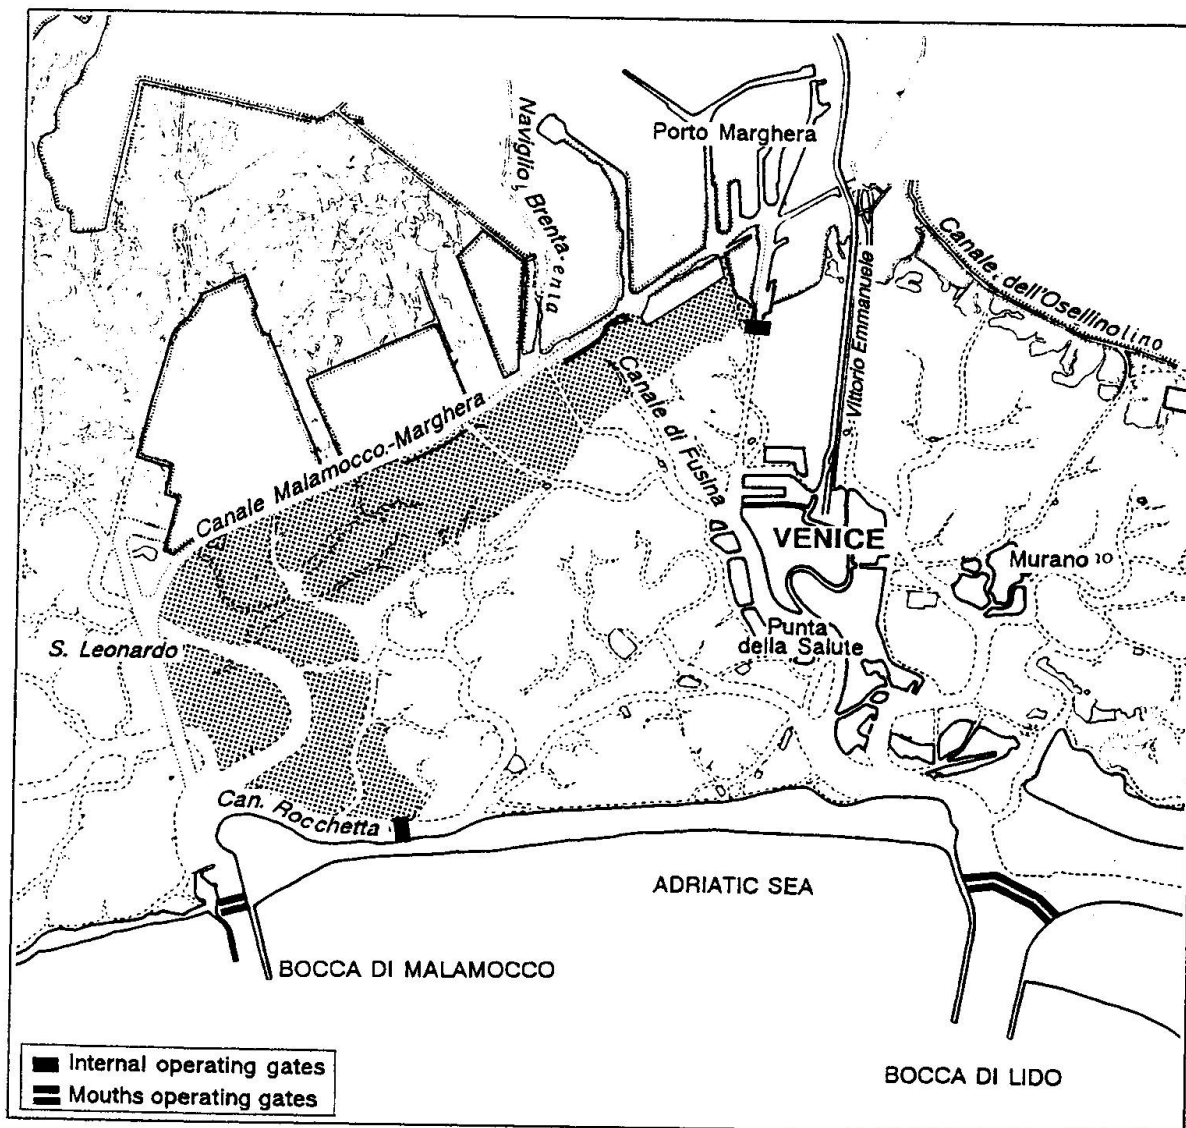 Porto Marghera
Naviglio Brenta
enta
Canale dell'Osellino
lino
Vittorio Emmanuele
Canale di Fusina
Canale Malamocco-Marghera
VENICE
Murano
Punta
della Salute
S. Leonardo
Can. Rocchetta
ADRIATIC SEA
BOCCA DI MALAMOCCO
BOCCA DI LIDO
Internal operating gates
Mouths operating gates